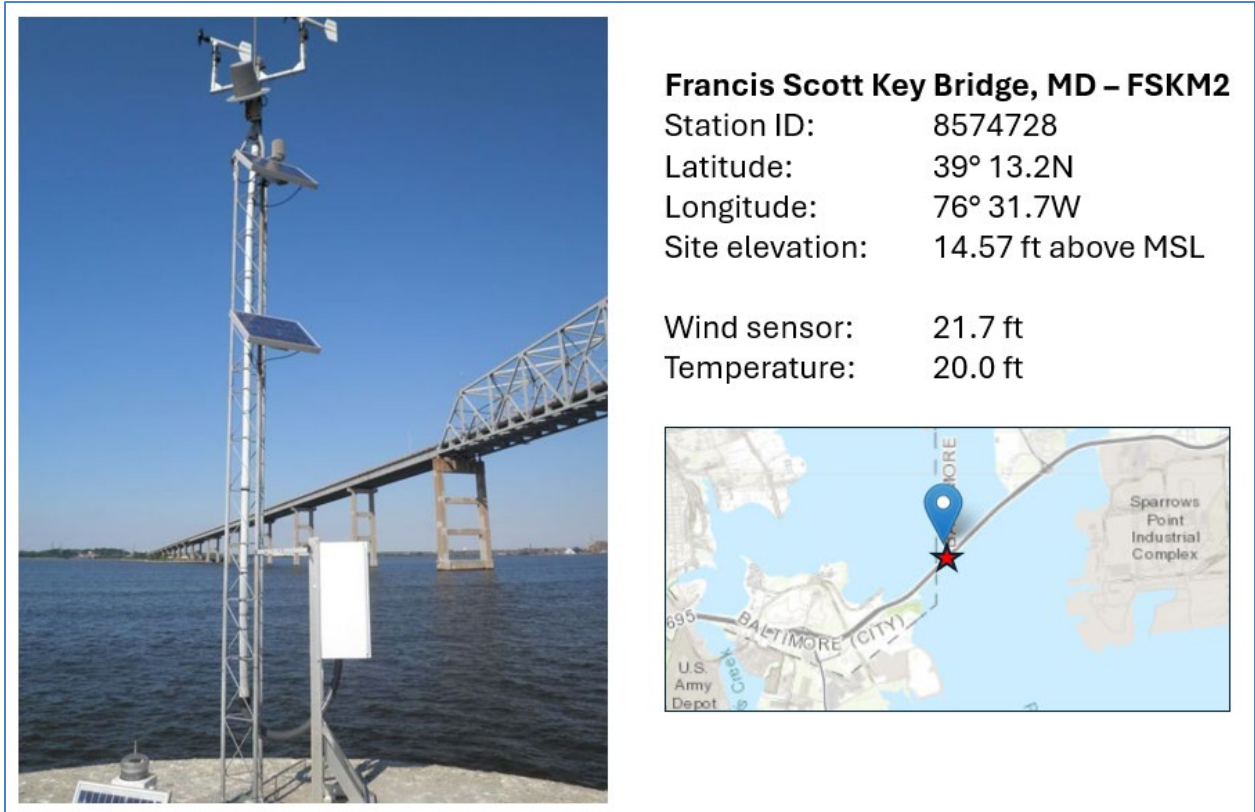 Francis Scott Key Bridge, MD – FSKM2
Station ID: 8574728
Latitude: 39° 13.2N
Longitude: 76° 31.7W
Site elevation: 14.57 ft above MSL
Wind sensor: 21.7 ft
Temperature: 20.0 ft
Sparrows
Point
Industrial
Complex
695
BALTIMORE (CITY)
U.S.
Army
Depot
Creek